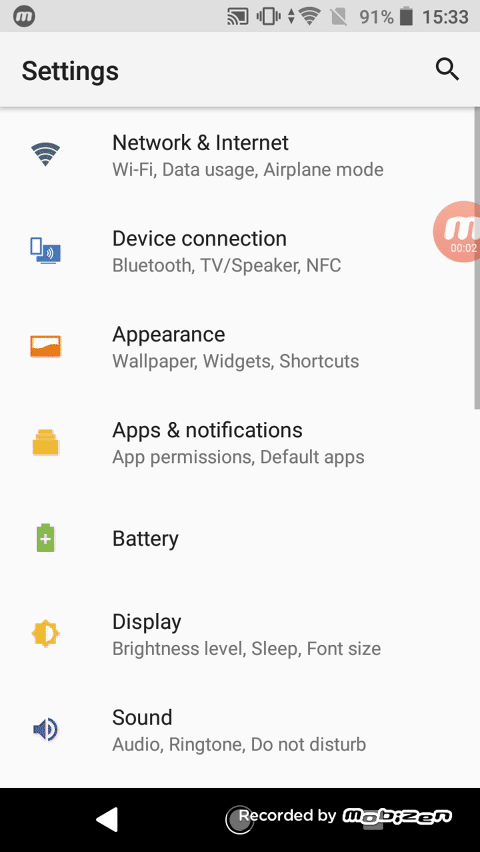 91% 15:33
Settings
Network & Internet
Wi-Fi, Data usage, Airplane mode
Device connection
Bluetooth, TV/Speaker, NFC
00:02
Appearance
Wallpaper, Widgets, Shortcuts
Apps & notifications
App permissions, Default apps
Battery
Display
Brightness level, Sleep, Font size
Sound
Audio, Ringtone, Do not disturb
Recorded by mobizen